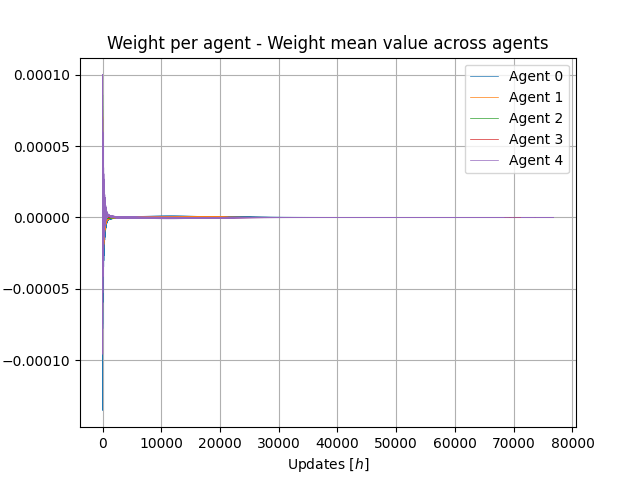 Weight per agent - Weight mean value across agents
0.00010
0.00005
0.00000
−0.00005
−0.00010
Agent 0
Agent 1
Agent 2
Agent 3
Agent 4
0 10000 20000 30000 40000 50000 60000 70000 80000
Updates [h]